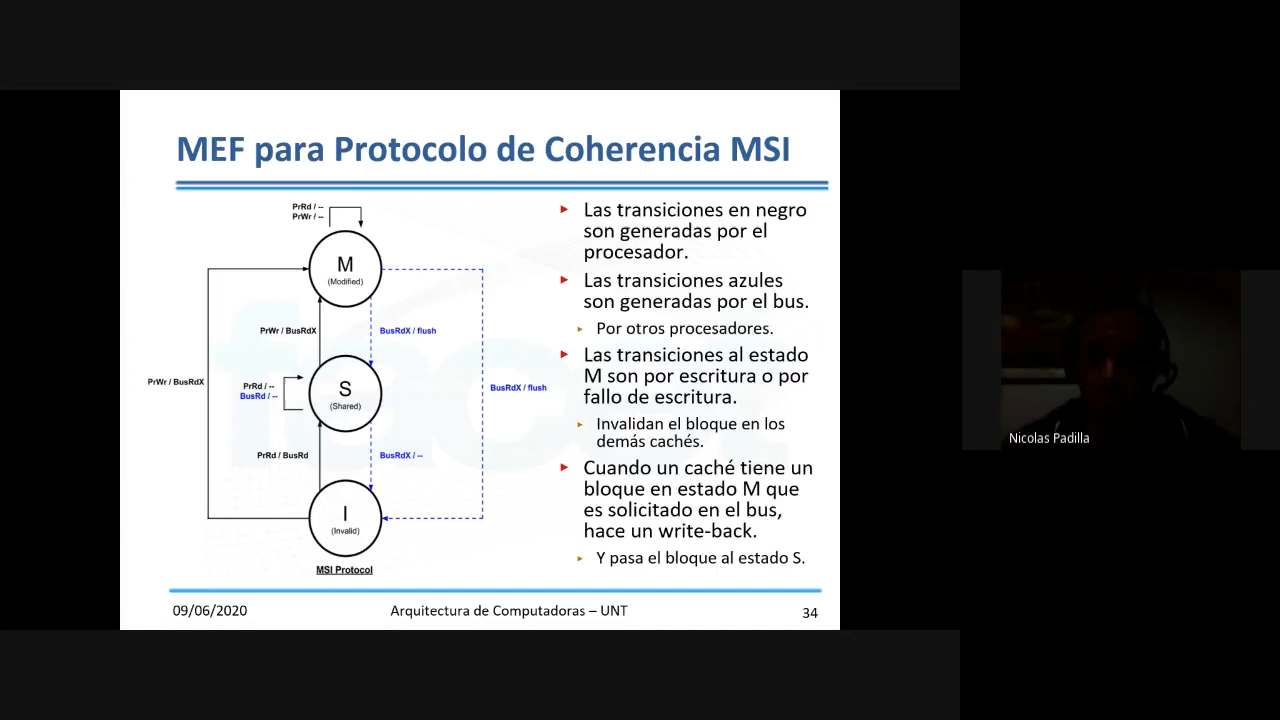 MEF para Protocolo de Coherencia MSI
PrRd / --
PrWr / --
M
(Modified)
PrWr / BusRdX
BusRdX / flush
PrWr / BusRdX
PrRd / --
BusRd / --
S
(Shared)
BusRdX / flush
PrRd / BusRd
BusRdX / --
I
(Invalid)
MSI Protocol
Las transiciones en negro
son generadas por el
procesador.
Las transiciones azules
son generadas por el bus.
Por otros procesadores.
Las transiciones al estado
M son por escritura o por
fallo de escritura.
Invalidan el bloque en los
demás cachés.
Cuando un caché tiene un
bloque en estado M que
es solicitado en el bus,
hace un write-back.
Y pasa el bloque al estado S.
09/06/2020
Arquitectura de Computadoras – UNT
34
Nicolas Padilla